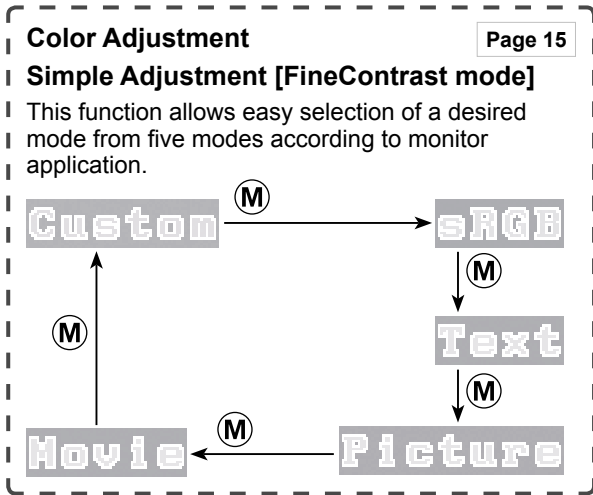 Color Adjustment
Page 15
Simple Adjustment [FineContrast mode]
This function allows easy selection of a desired
mode from five modes according to monitor
application.
M
Custom
sRGB
M
M
Text
M
M
Movie
Picture